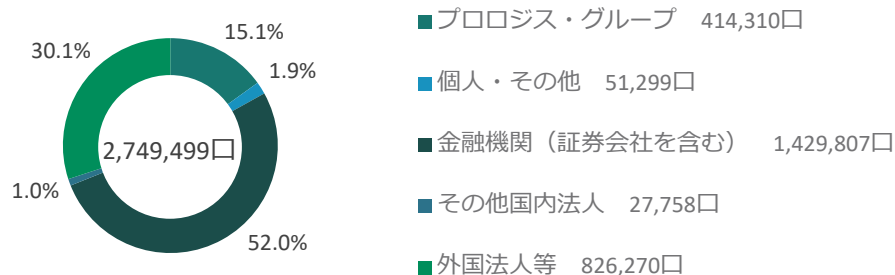 15.1%
1.9%
30.1%
2,749,499口
1.0%
52.0%
プロロジス・グループ 414,310口
個人・その他 51,299口
金融機関（証券会社を含む） 1,429,807口
その他国内法人 27,758口
外国法人等 826,270口